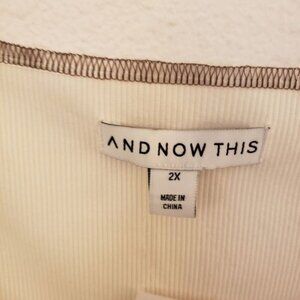 AND NOW THIS
2X
MADE IN
CHINA